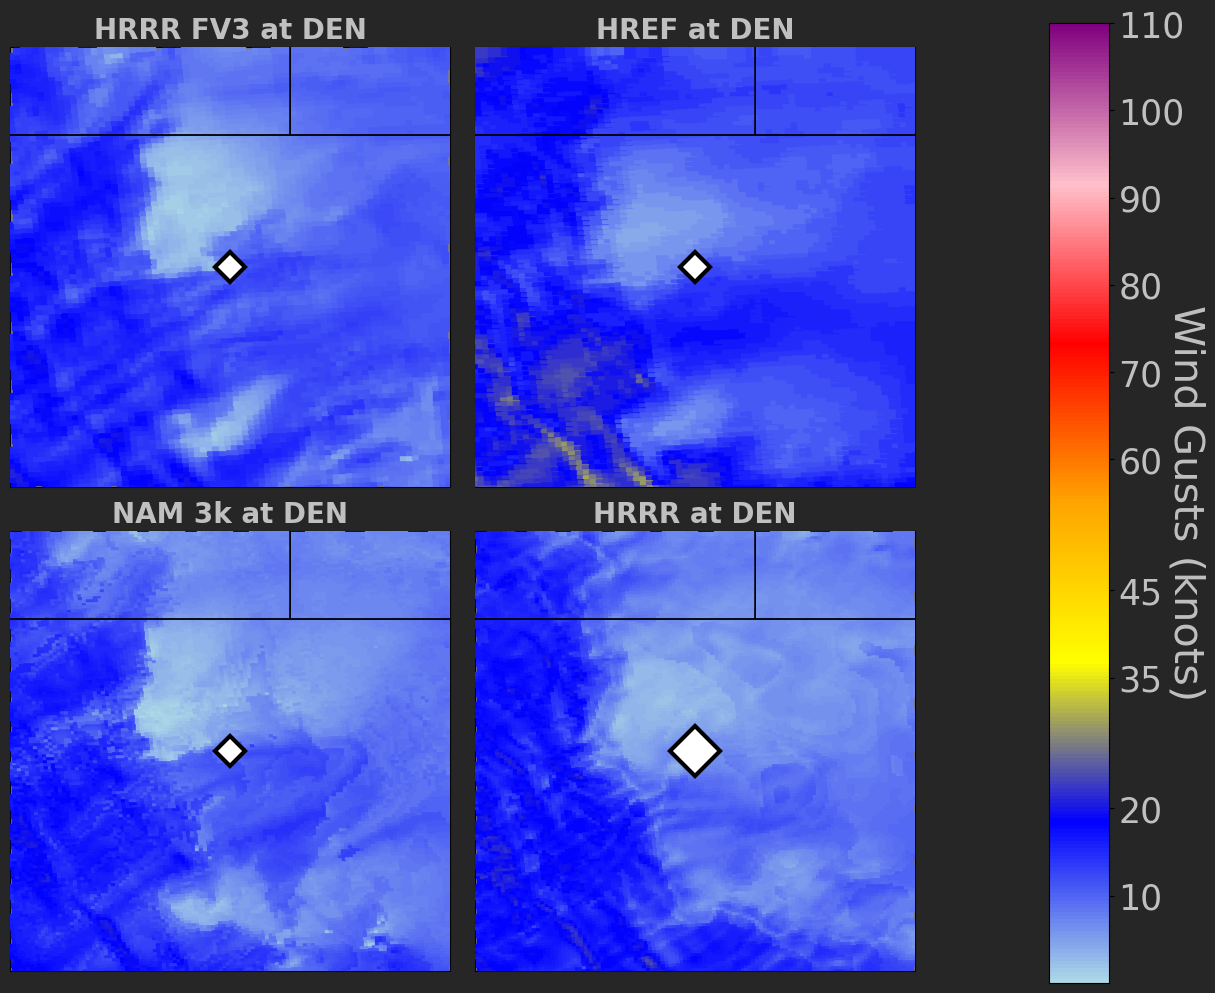 HRRR FV3 at DEN
HREF at DEN
NAM 3k at DEN
HRRR at DEN
110
100
90
80
70
60
45
35
20
10
Wind Gusts (knots)